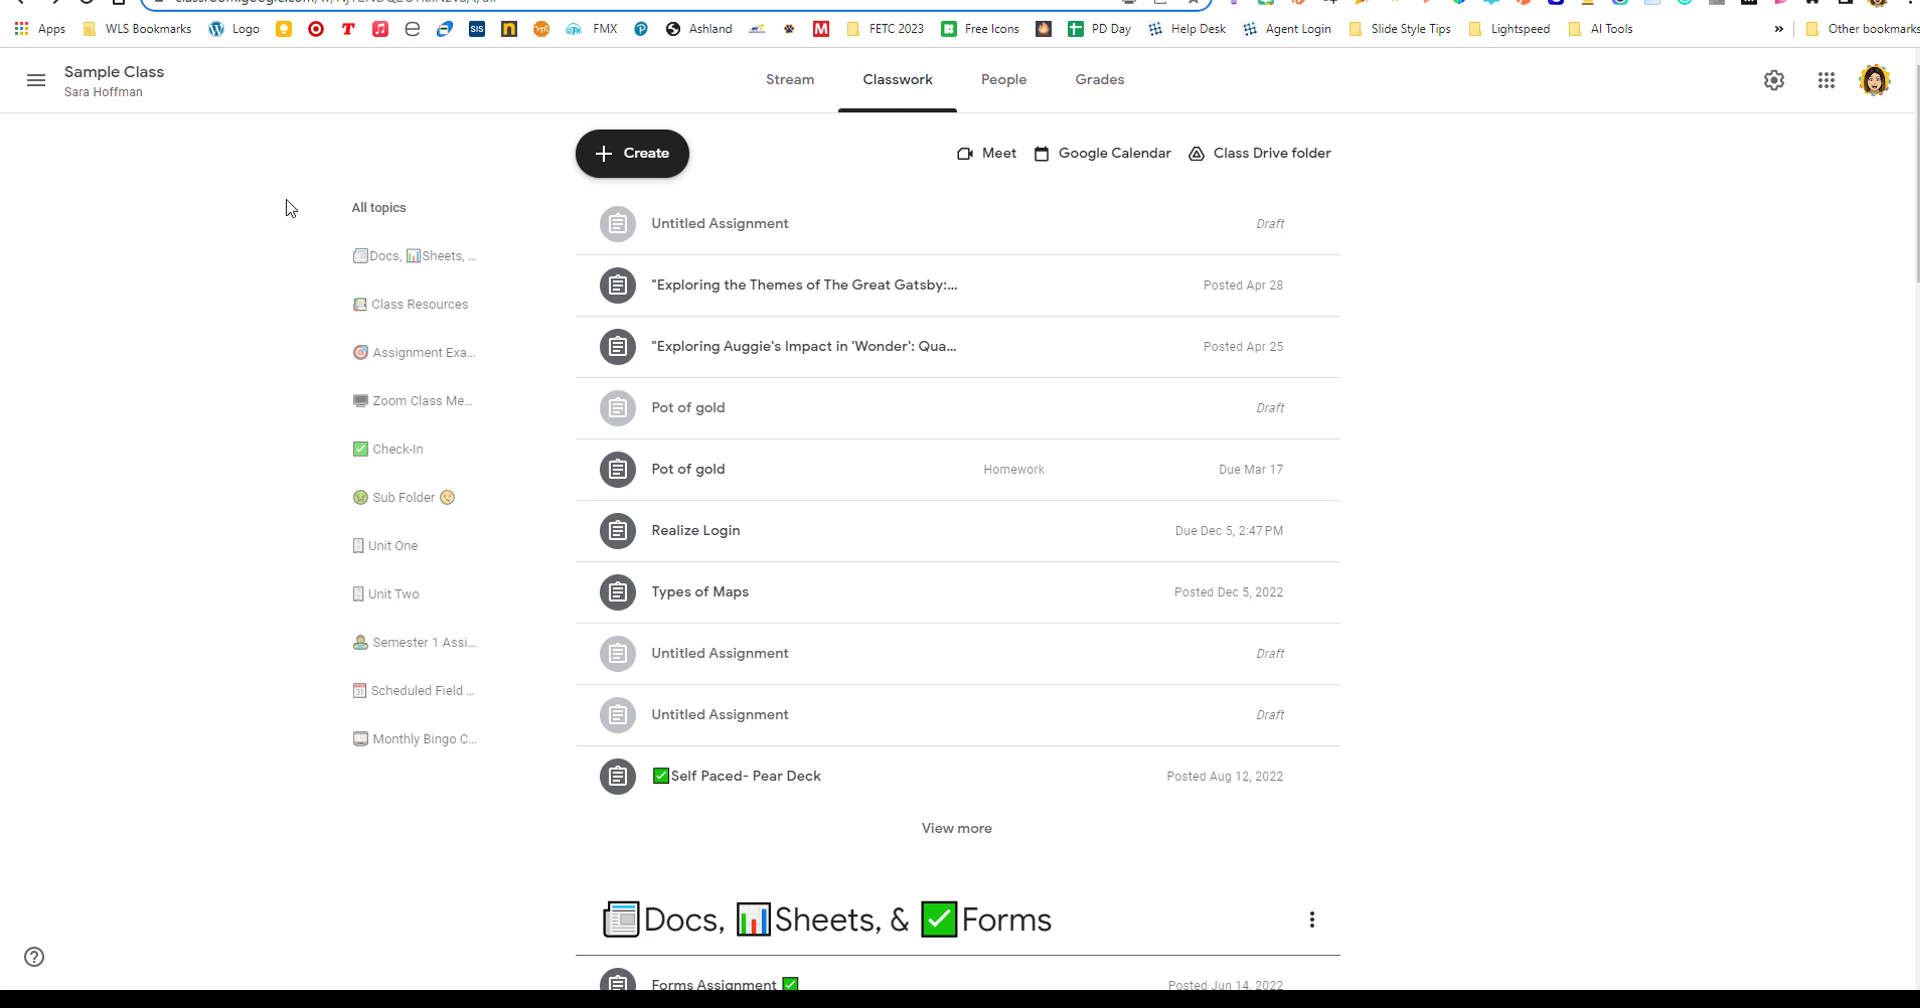 Apps
WLS Bookmarks
Logo
FMX
Ashland
FETC 2023
Free Icons
PD Day
Help Desk
Agent Login
Slide Style Tips
Lightspeed
AI Tools
»
Other bookmarks
Sample Class
Sara Hoffman
Stream
Classwork
People
Grades
+ Create
Meet
Google Calendar
Class Drive folder
All topics
📰Docs, 📊Sheets, ...
📚 Class Resources
🎯 Assignment Exa...
🖥️ Zoom Class Me...
✅ Check-In
🤢 Sub Folder 🤒
Unit One
Unit Two
Semester 1 Assi...
📅 Scheduled Field ...
Monthly Bingo C...
Untitled Assignment Draft
"Exploring the Themes of The Great Gatsby:... Posted Apr 28
"Exploring Auggie's Impact in 'Wonder': Qua... Posted Apr 25
Pot of gold Draft
Pot of gold Homework Due Mar 17
Realize Login Due Dec 5, 2:47 PM
Types of Maps Posted Dec 5, 2022
Untitled Assignment Draft
Untitled Assignment Draft
✅Self Paced- Pear Deck Posted Aug 12, 2022
View more
📰Docs, 📊Sheets, & ✅Forms
Forms Assignment ✅ Posted Jun 14, 2022